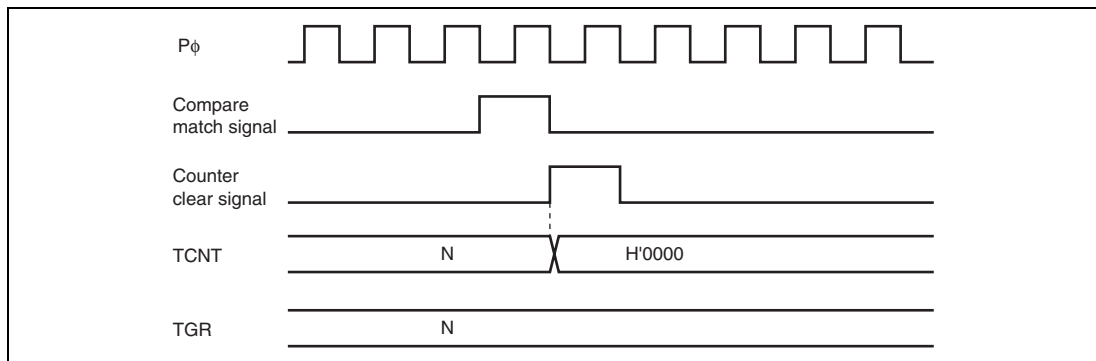 Pϕ
Compare
match signal
Counter
clear signal
TCNT N H'0000
TGR N